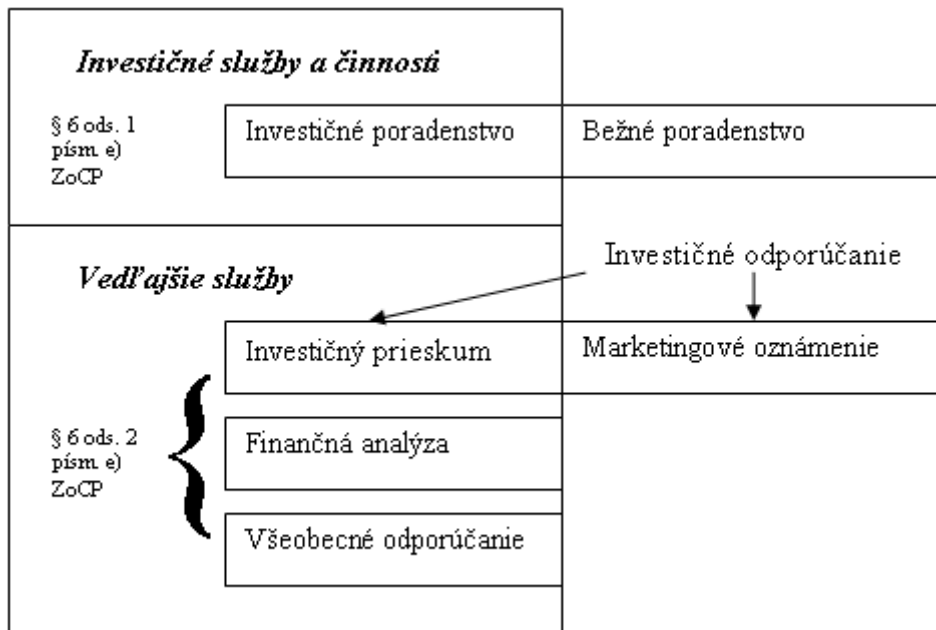 Investičné služby a činnosti
§ 6 ods. 1
písm. e)
ZoCP
Investičné poradenstvo
Bežné poradenstvo
Investičné odporúčanie
Vedľajšie služby
Investičný prieskum
Marketingové oznámenie
§ 6 ods. 2
písm. e)
ZoCP
Finančná analýza
Všeobecné odporúčanie